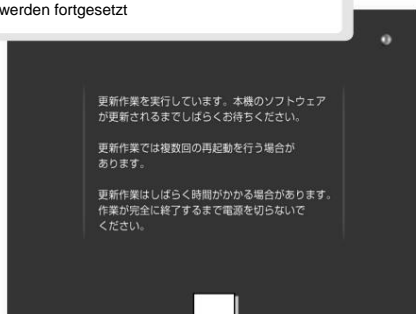 werden fortgesetzt
更新作業を実行しています。本機のソフトウェア
が更新されるまでしばらくお待ちください。
更新作業では複数回の再起動を行う場合が
あります。
更新作業はしばらく時間がかかる場合があります。
作業が完全に終了するまで電源を切らないで
ください。